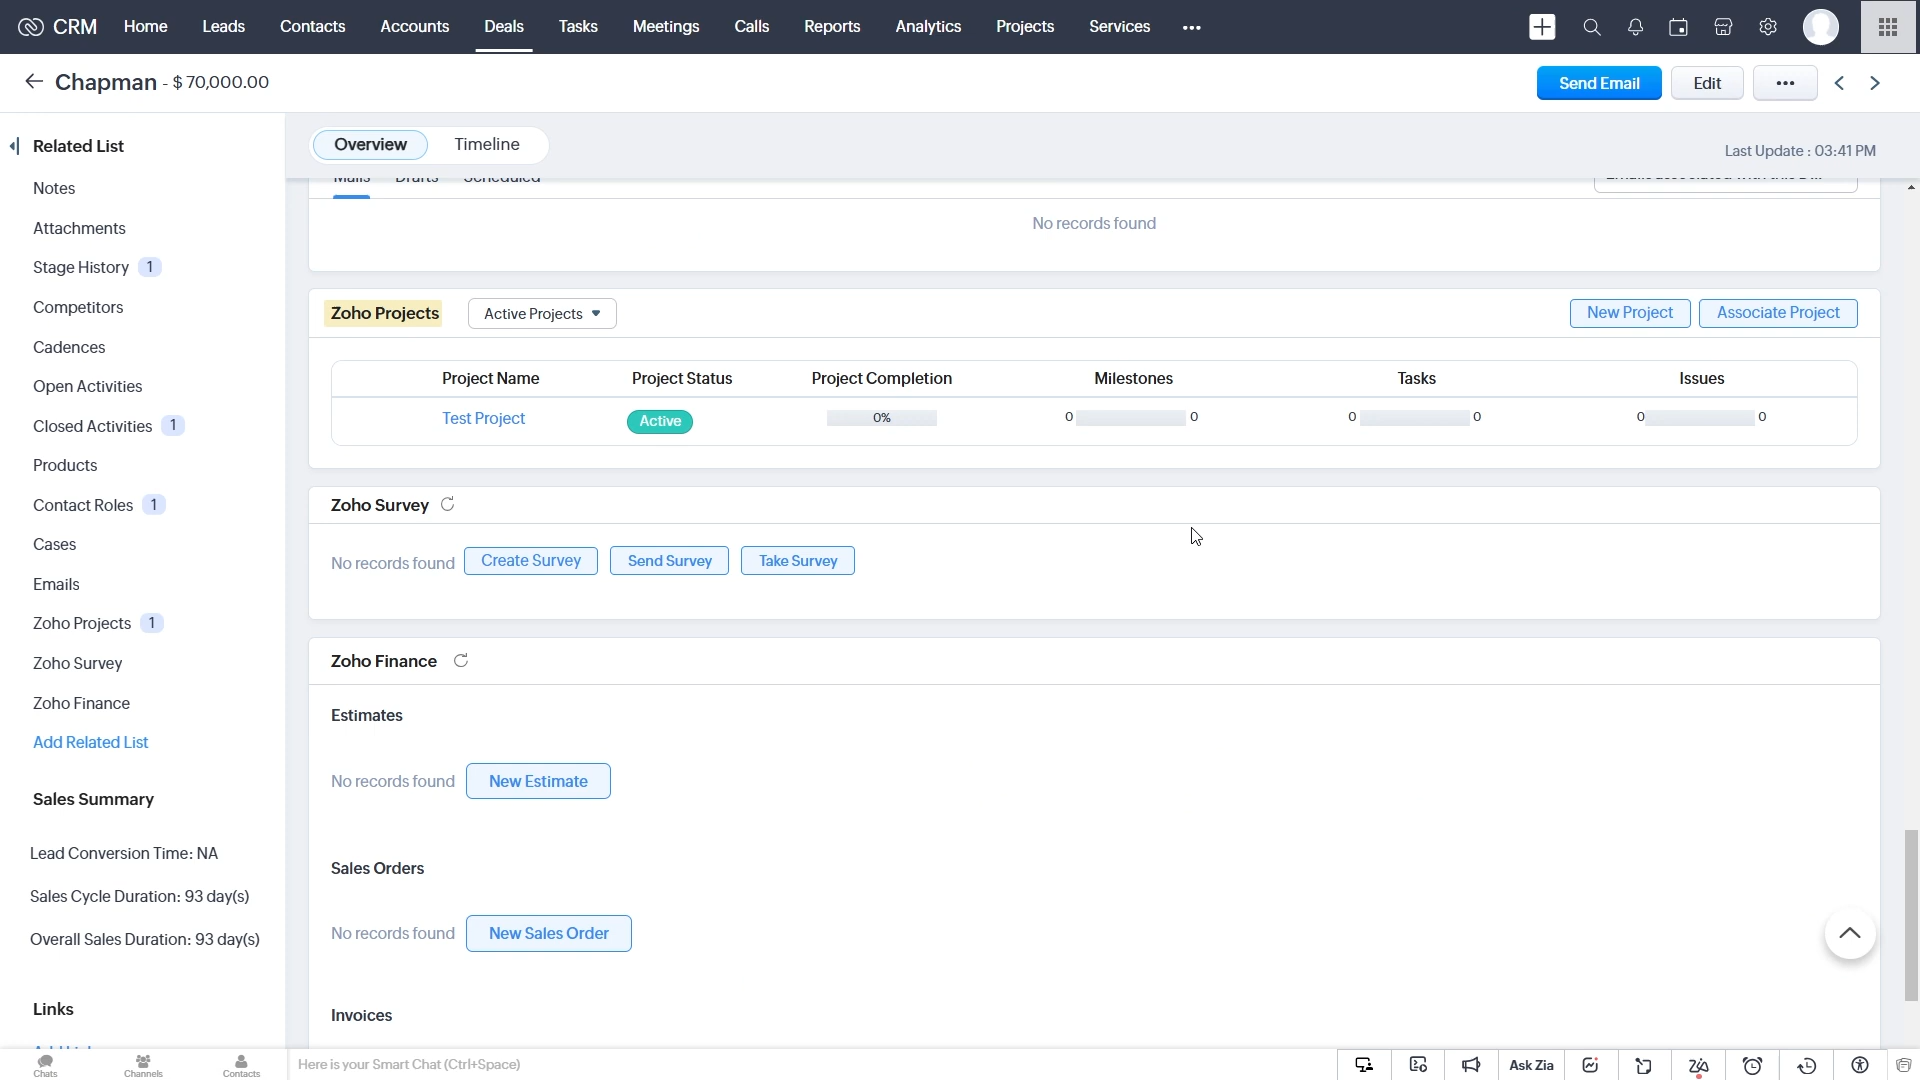 CRM Home Leads Contacts Accounts Deals Tasks Meetings Calls Reports Analytics Projects Services
Chapman - $ 70,000.00
Send Email Edit
Related List
Notes
Attachments
Stage History 1
Competitors
Cadences
Open Activities
Closed Activities 1
Products
Contact Roles 1
Cases
Emails
Zoho Projects 1
Zoho Survey
Zoho Finance
Add Related List
Sales Summary
Lead Conversion Time: NA
Sales Cycle Duration: 93 day(s)
Overall Sales Duration: 93 day(s)
Links
Overview Timeline
Last Update : 03:41 PM
Mails Drafts Scheduled
No records found
Zoho Projects Active Projects New Project Associate Project
Project Name Project Status Project Completion Milestones Tasks Issues
Test Project Active 0% 0 0 0 0 0 0
Zoho Survey
No records found Create Survey Send Survey Take Survey
Zoho Finance
Estimates
No records found New Estimate
Sales Orders
No records found New Sales Order
Invoices
Chats Channels Contacts Here is your Smart Chat (Ctrl+Space) Ask Zia